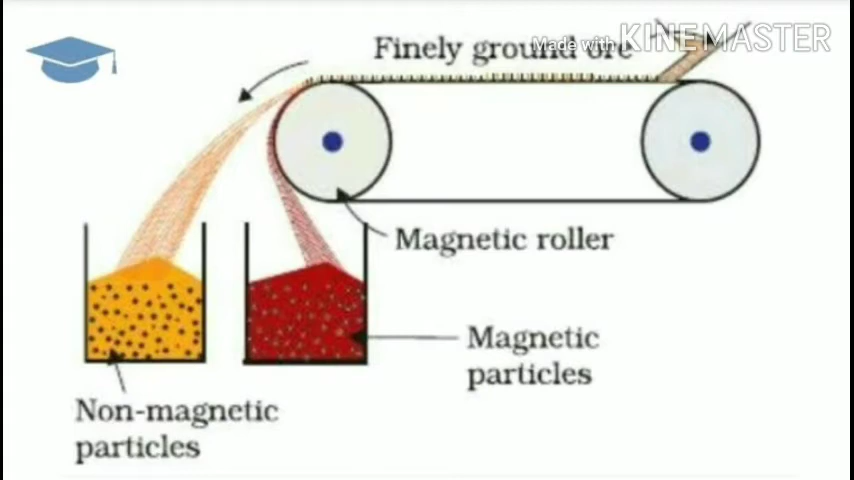 Finely ground ore
Made with KINEMASTER
Magnetic roller
Magnetic
particles
Non-magnetic
particles